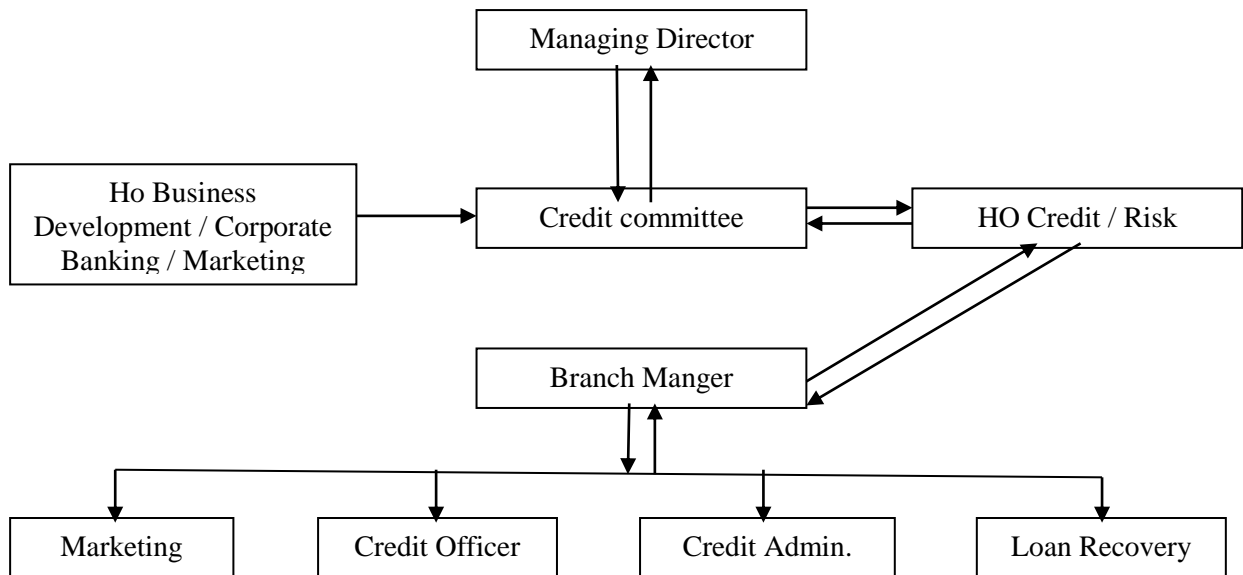 Managing Director
Ho Business
Development / Corporate
Banking / Marketing
Credit committee
HO Credit / Risk
Branch Manger
Marketing
Credit Officer
Credit Admin.
Loan Recovery